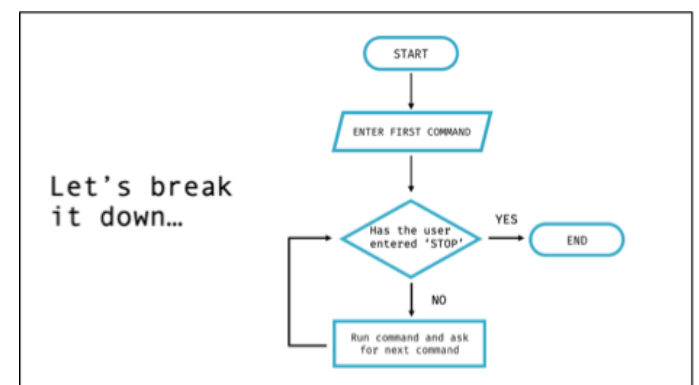 START
ENTER FIRST COMMAND
Let's break
it down…
Has the user
entered 'STOP'
YES
END
NO
Run command and ask
for next command